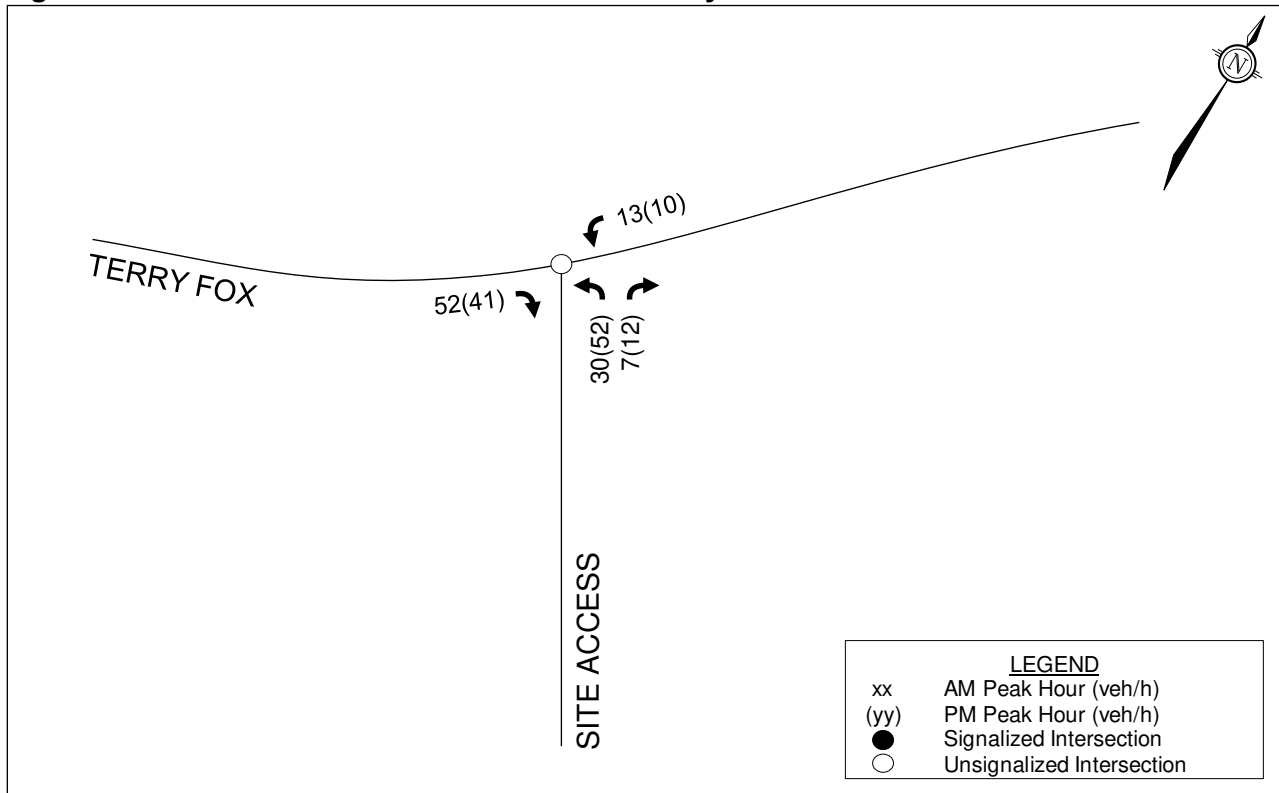 N
13(10)
TERRY FOX
52(41)
30(52)
7(12)
SITE ACCESS
LEGEND
xx AM Peak Hour (veh/h)
(yy) PM Peak Hour (veh/h)
Signalized Intersection
Unsignalized Intersection